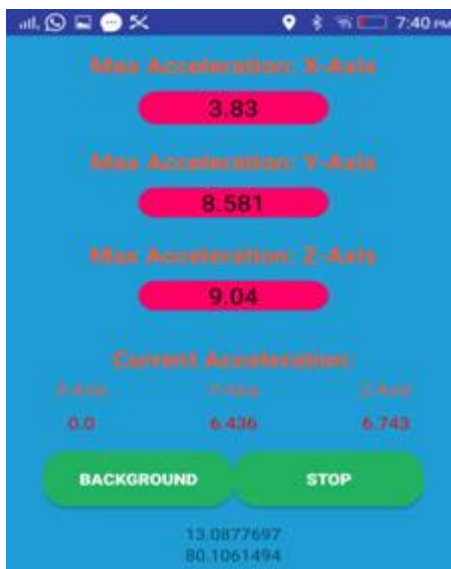 7:40 PM
Max Acceleration: X-Axis
3.83
Max Acceleration: Y-Axis
8.581
Max Acceleration: Z-Axis
9.04
Current Acceleration:
X-Axis Y-Axis Z-Axis
0.0 6.436 6.743
BACKGROUND STOP
13.0877697
80.1061494